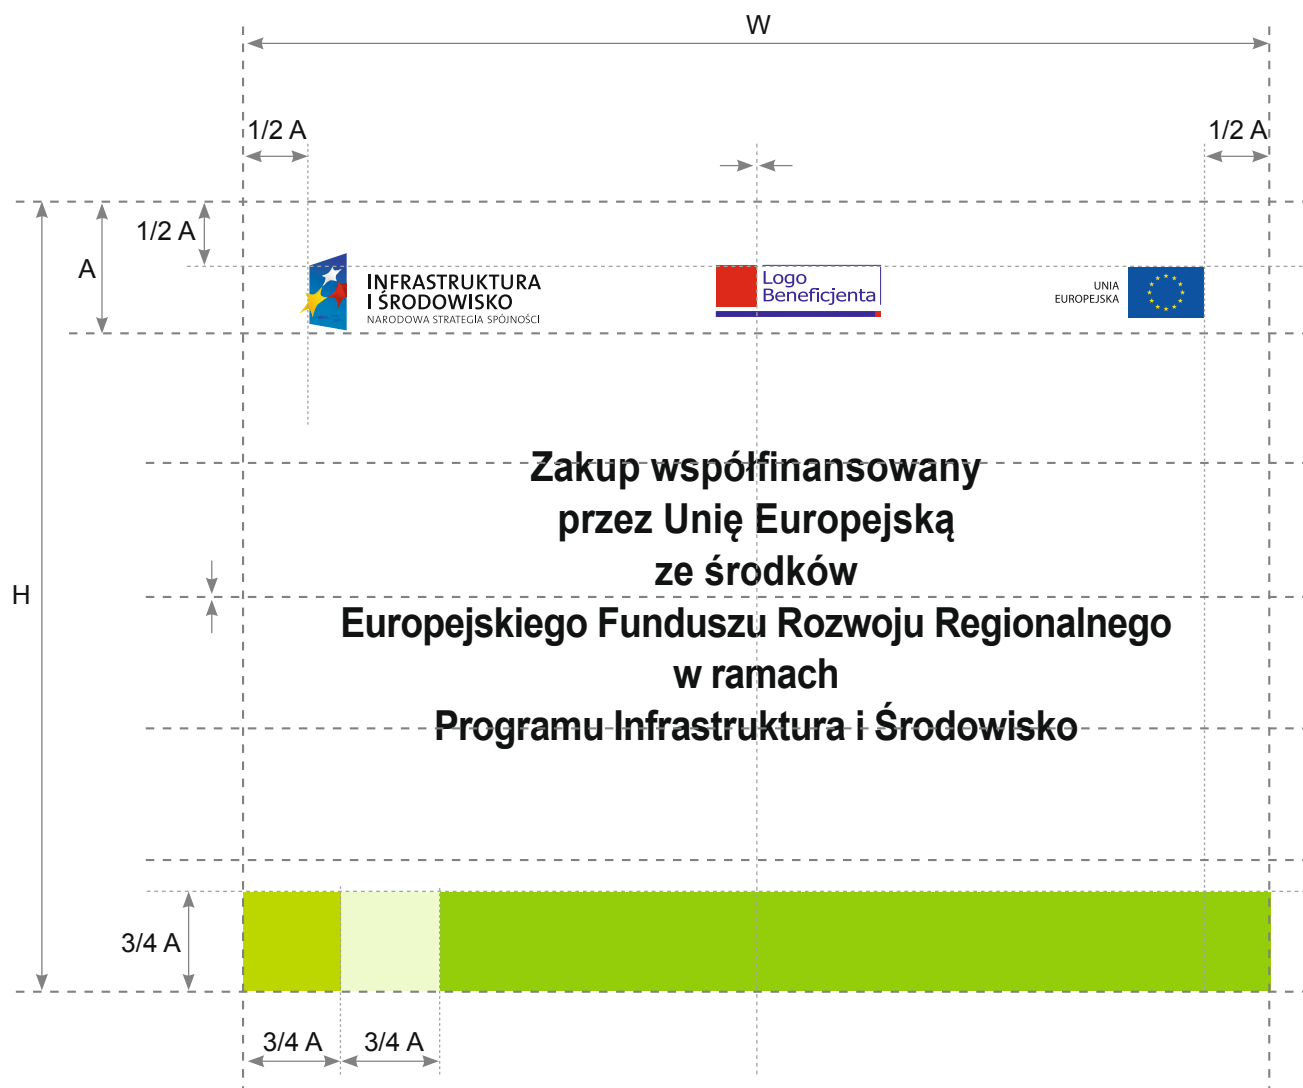 W
1/2 A
1/2 A
1/2 A
A
INFRASTRUKTURA
I ŚRODOWISKO
NARODOWA STRATEGIA SPÓJNOŚCI
Logo
Beneficjenta
UNIA
EUROPEJSKA
Zakup współfinansowany
przez Unię Europejską
ze środków
H
Europejskiego Funduszu Rozwoju Regionalnego
w ramach
Programu Infrastruktura i Środowisko
3/4 A
3/4 A
3/4 A